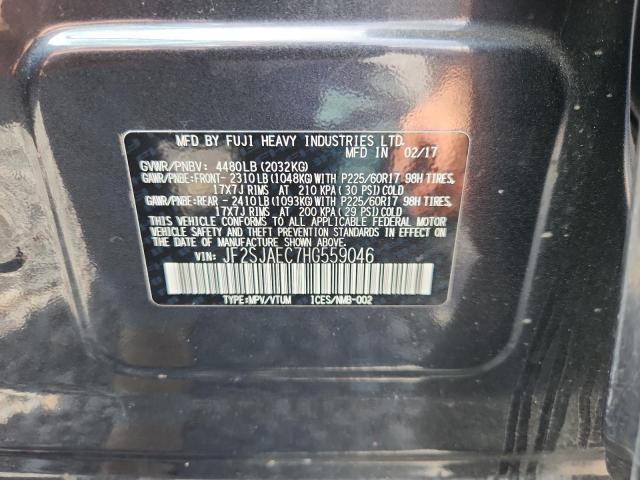 MFD BY FUJI HEAVY INDUSTRIES LTD.
MFD IN 02/17
GVWR/PNBV: 4480LB (2032KG)
GAWR/PNBE: FRONT- 2310LB (1048KG) WITH P225/60R17 98H TIRES,
17X7J RIMS AT 210 KPA (30 PSI) COLD
GAWR/PNBE: REAR - 2410LB (1093KG) WITH P225/60R17 98H TIRES,
17X7J RIMS AT 200 KPA (29 PSI) COLD
THIS VEHICLE CONFORMS TO ALL APPLICABLE FEDERAL MOTOR
VEHICLE SAFETY AND THEFT PREVENTION STANDARDS
IN EFFECT ON THE DATE OF MANUFACTURE SHOWN ABOVE.
VIN: JF2SJAEC7HG559046
TYPE:MPV/VTUM ICES/NMB-002